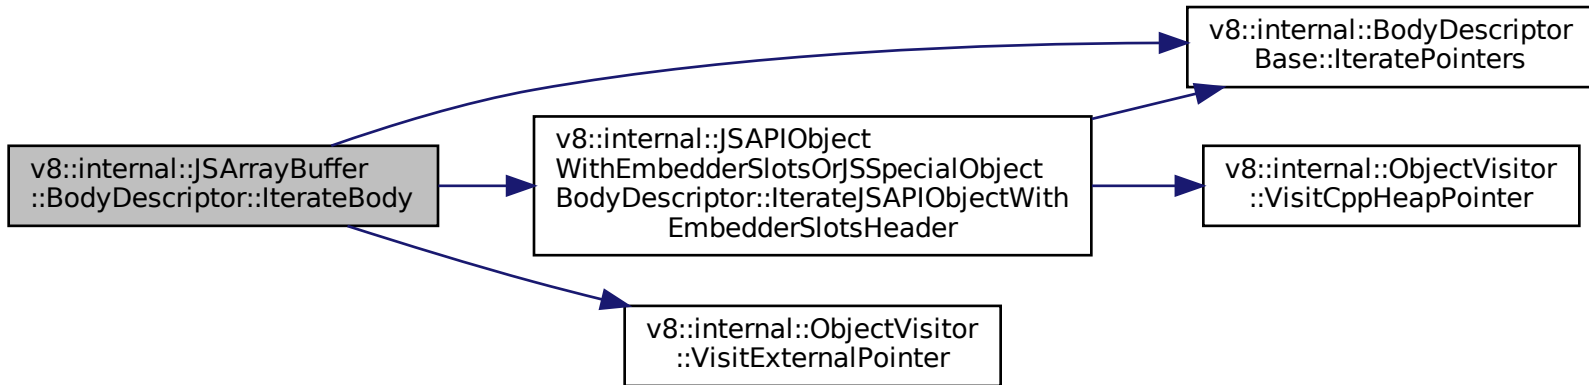 v8::internal::JSArrayBuffer
::BodyDescriptor::IterateBody
v8::internal::BodyDescriptor
Base::IteratePointers
v8::internal::JSAPIObject
WithEmbedderSlotsOrJSSpecialObject
BodyDescriptor::IterateJSAPIObjectWith
EmbedderSlotsHeader
v8::internal::ObjectVisitor
::VisitCppHeapPointer
v8::internal::ObjectVisitor
::VisitExternalPointer